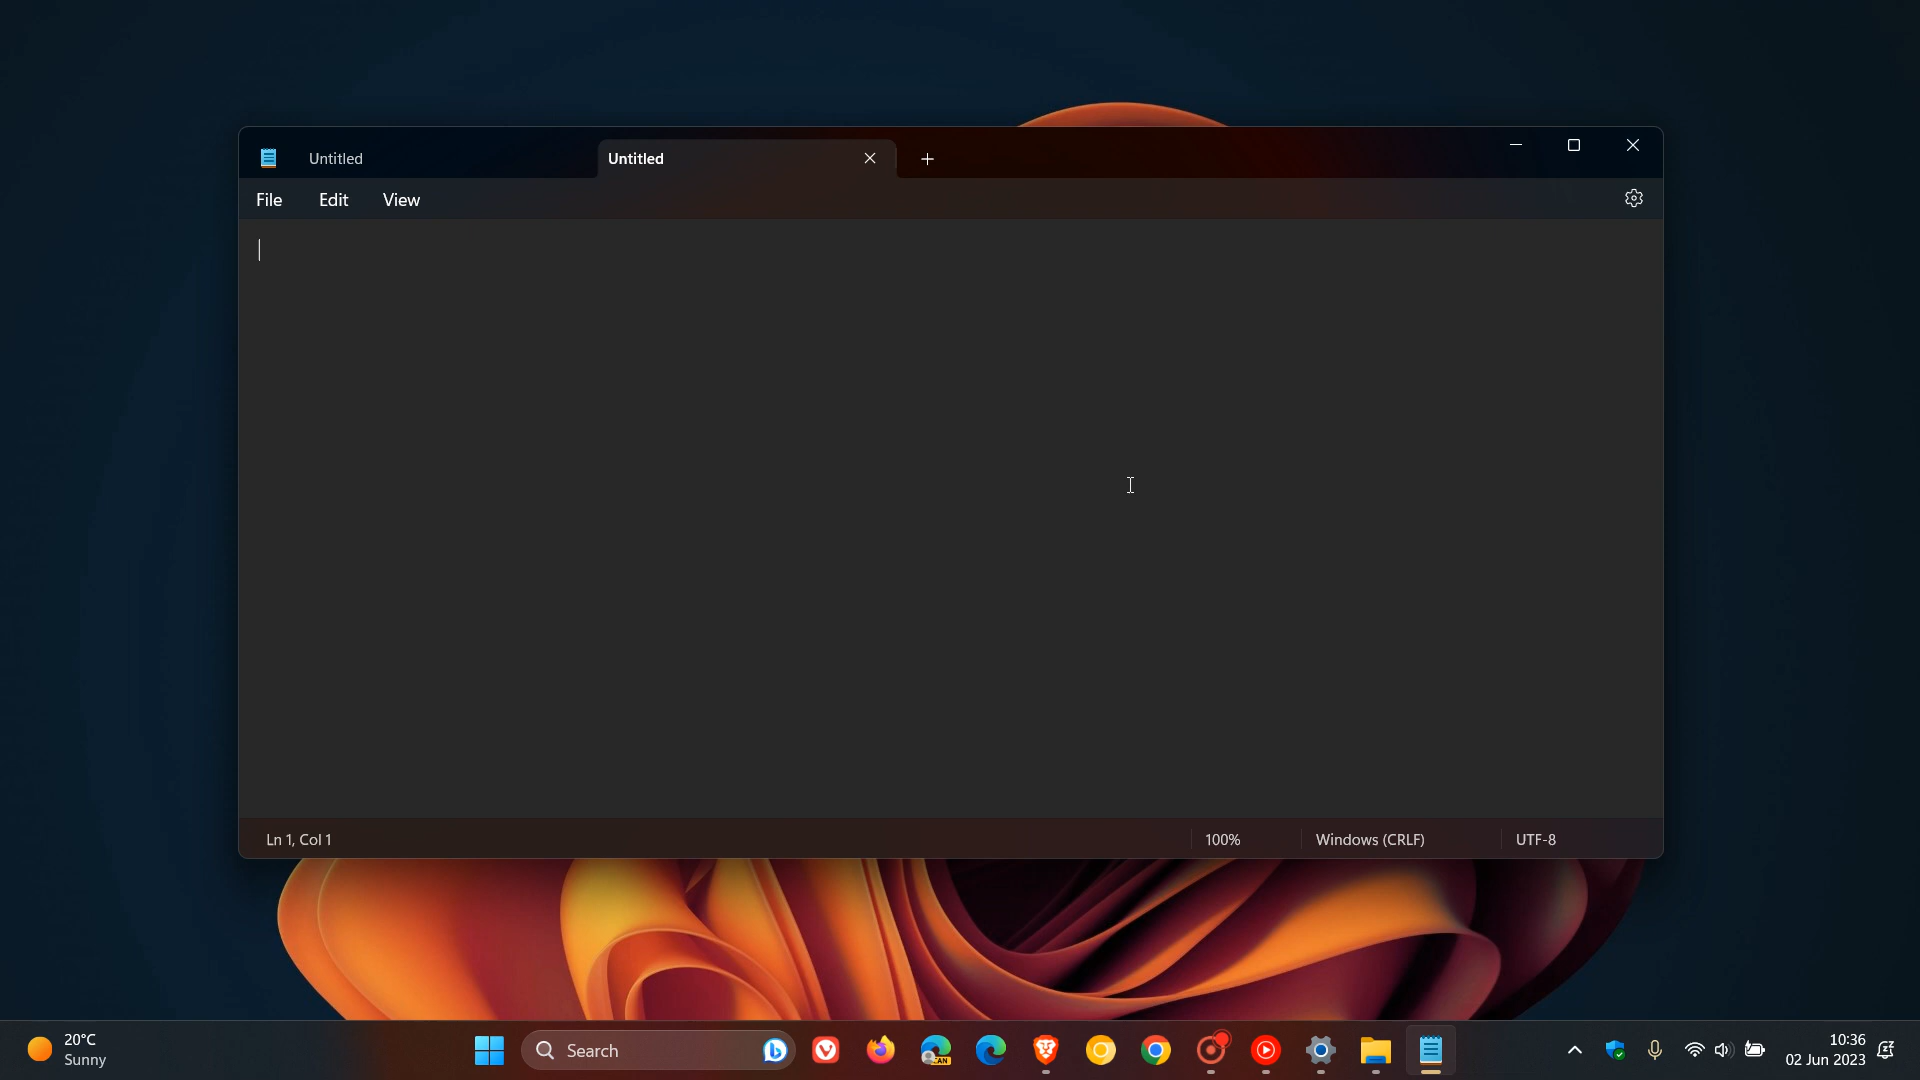 Untitled
Untitled
File Edit View
Ln 1, Col 1
100%
Windows (CRLF)
UTF-8
20°C
Sunny
Search
CAN
10:36
02 Jun 2023